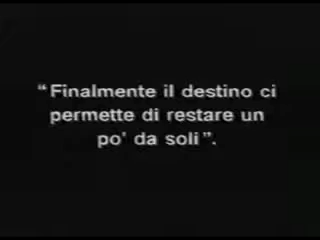 “Finalmente il destino ci
permette di restare un
po' da soli”.